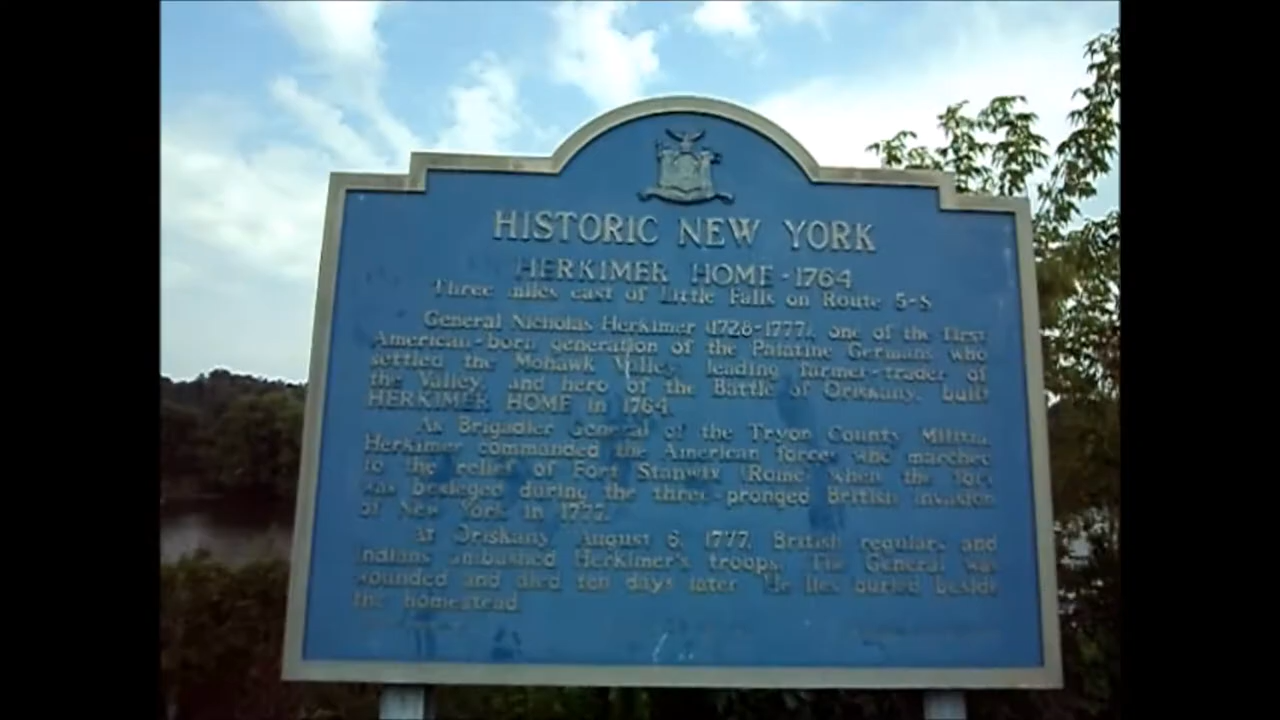 HISTORIC NEW YORK
HERKIMER HOME - 1764
Three miles east of Little Falls on Route 5-S
General Nicholas Herkimer (1728-1777), one of the first
American-born generation of the Palatine Germans who
settled the Mohawk Valley, leading farmer-trader of
the Valley, and hero of the Battle of Oriskany, built
HERKIMER HOME in 1764.
As Brigadier General of the Tryon County Militia,
Herkimer commanded the American forces who marched
to the relief of Fort Stanwix (Rome) when the fort
was besieged during the three-pronged British invasion
of New York in 1777.
At Oriskany, August 6, 1777, British regulars and
Indians ambushed Herkimer's troops. The General was
wounded and died ten days later. He lies buried beside
the homestead.